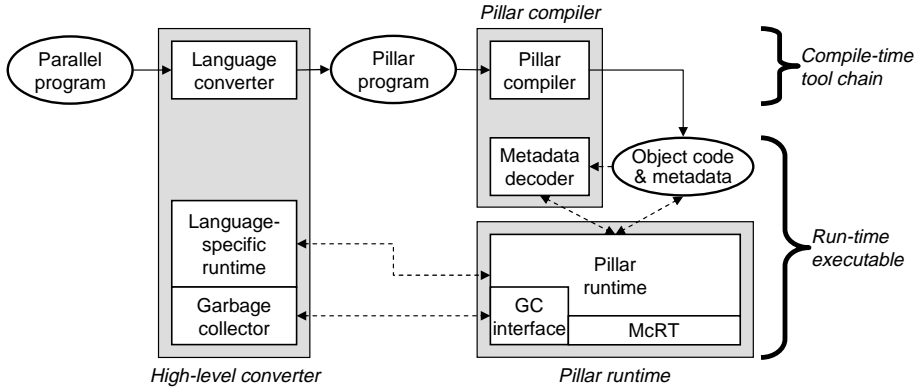 Pillar compiler
Parallel
program
Language
converter
Pillar
program
Pillar
compiler
Compile-time
tool chain
Metadata
decoder
Object code
& metadata
Language-
specific
runtime
Garbage
collector
Pillar
runtime
GC
interface
McRT
Run-time
executable
High-level converter
Pillar runtime